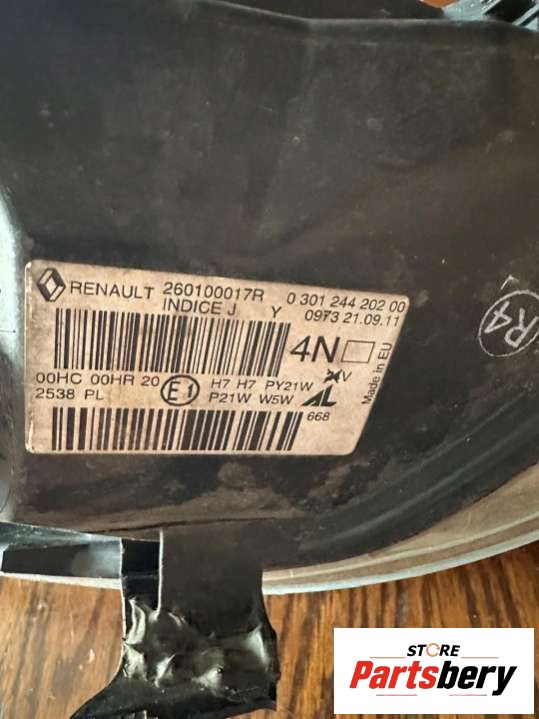 RENAULT 260100017R 0 301 244 202 00
INDICE J Y 0973 21.09.11
4N
Made in EU
00HC 00HR 20 E1 H7 H7 PY21W V
2538 PL P21W W5W AL
668
R4
STORE
Partsbery